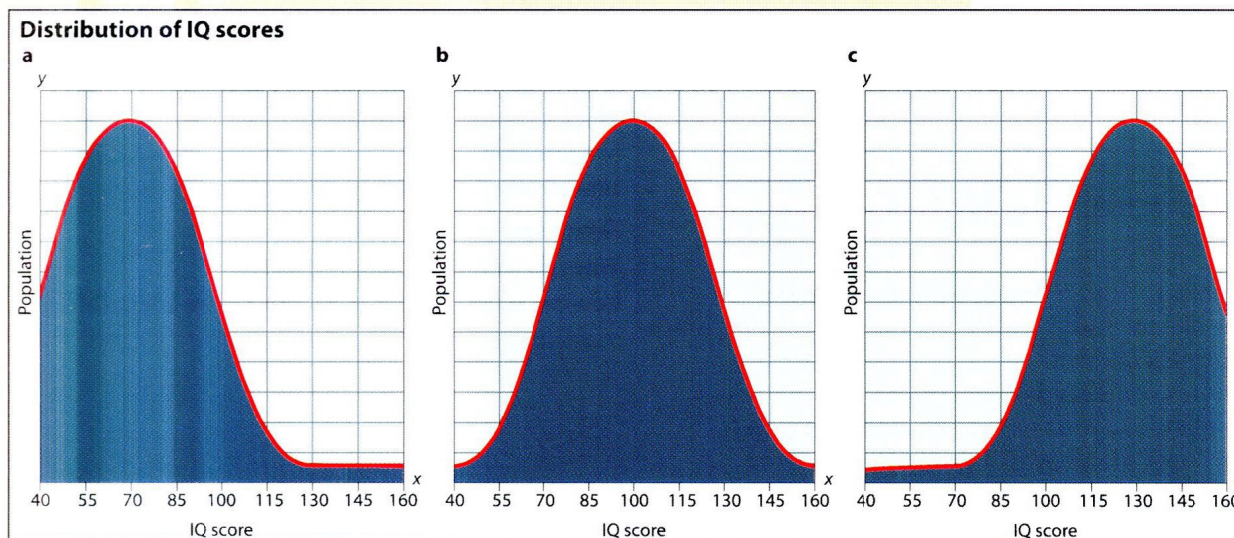 Distribution of IQ scores
a
b
c
y
y
y
Population
Population
Population
40 55 70 85 100 115 130 145 160
x
40 55 70 85 100 115 130 145 160
x
40 55 70 85 100 115 130 145 160
IQ score
IQ score
IQ score